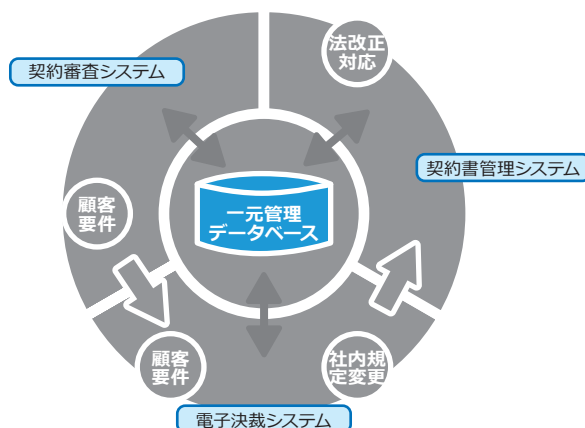 法改正
対応
契約審査システム
契約書管理システム
顧客
要件
一元管理
データベース
顧客
要件
社内規
定変更
電子決裁システム